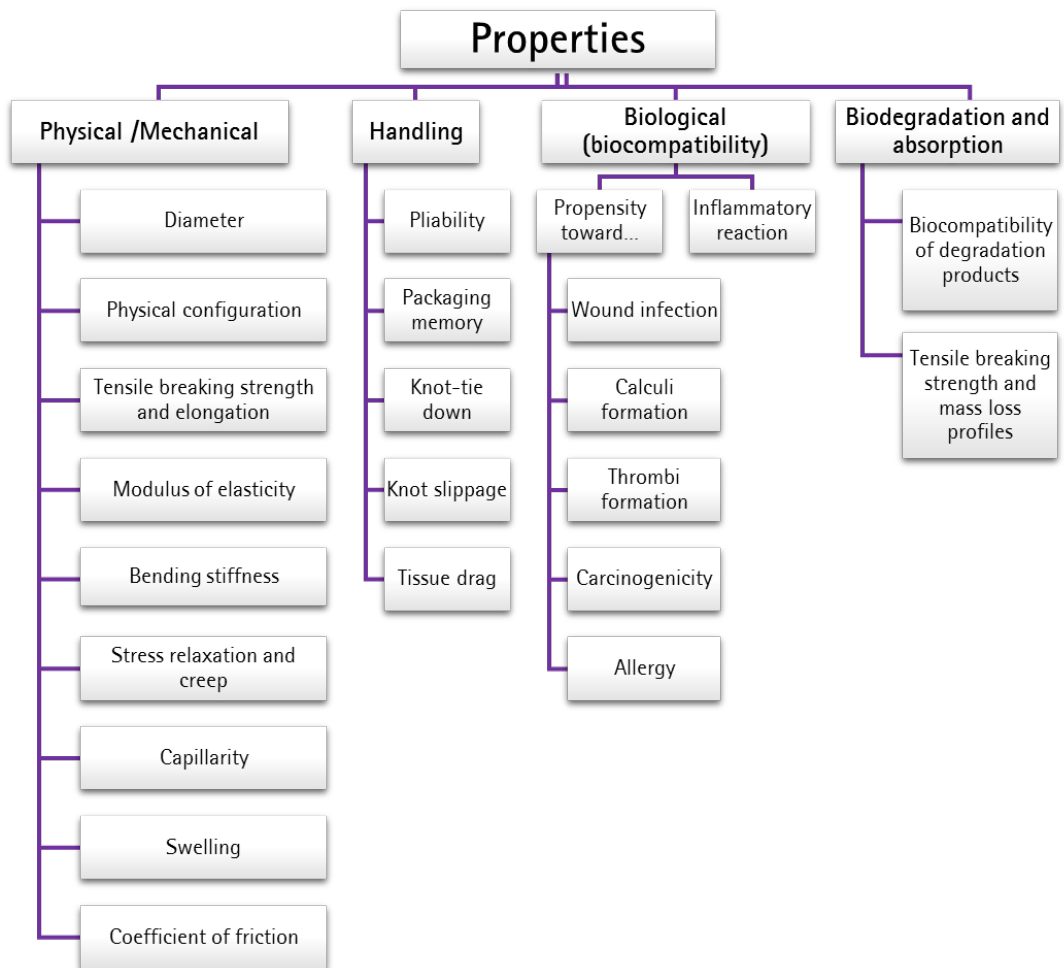 Properties
Physical /Mechanical
Diameter
Physical configuration
Tensile breaking strength
and elongation
Modulus of elasticity
Bending stiffness
Stress relaxation and
creep
Capillarity
Swelling
Coefficient of friction
Handling
Pliability
Packaging
memory
Knot-tie
down
Knot slippage
Tissue drag
Biological
(biocompatibility)
Propensity
toward...
Wound infection
Calculi
formation
Thrombi
formation
Carcinogenicity
Allergy
Inflammatory
reaction
Biodegradation and
absorption
Biocompatibility
of degradation
products
Tensile breaking
strength and
mass loss
profiles